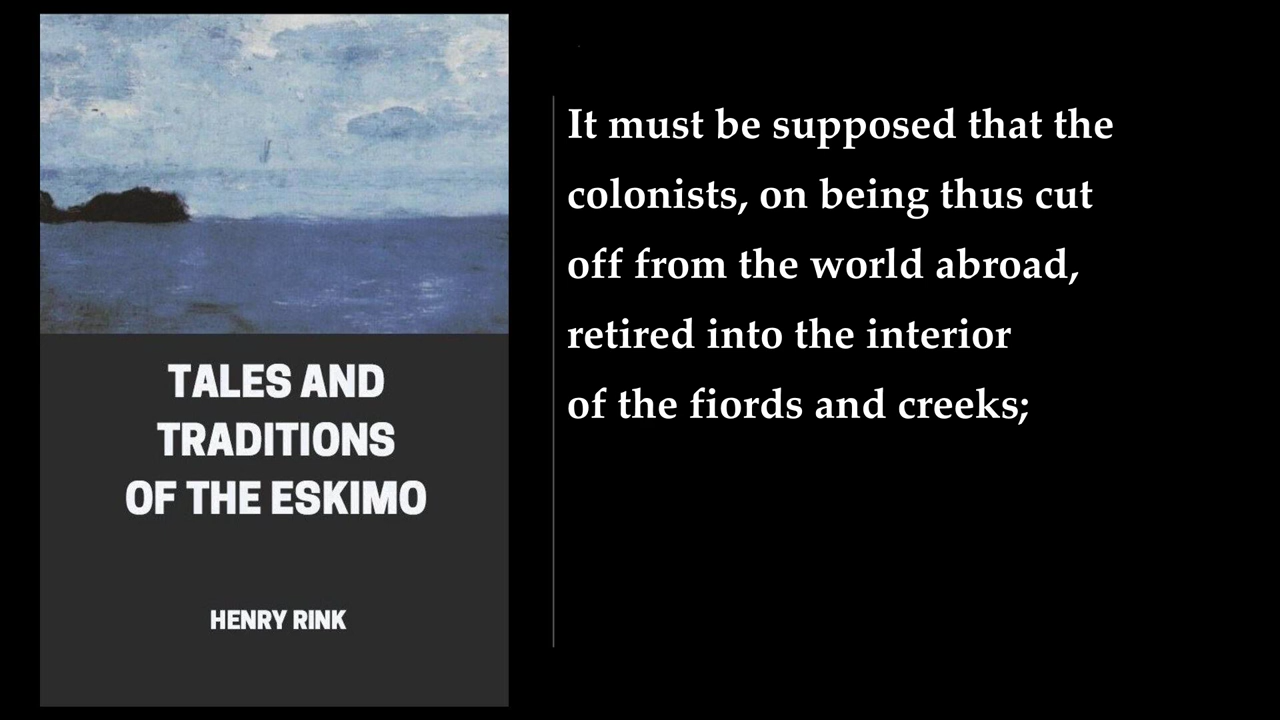 TALES AND
TRADITIONS
OF THE ESKIMO
HENRY RINK
It must be supposed that the
colonists, on being thus cut
off from the world abroad,
retired into the interior
of the fiords and creeks;